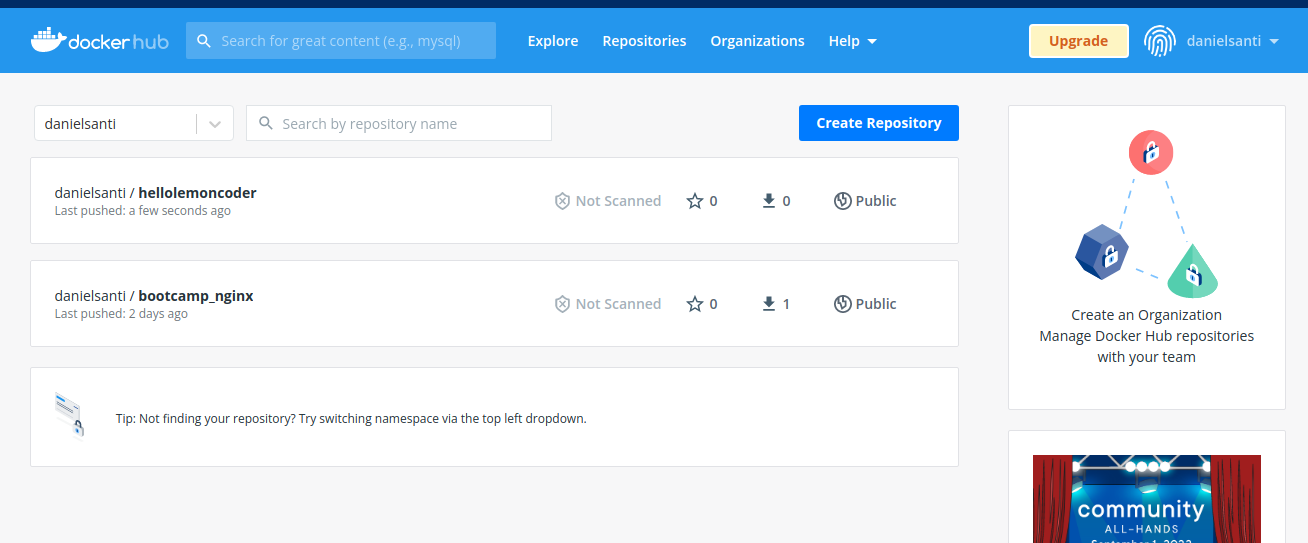 docker hub
Search for great content (e.g., mysql)
Explore
Repositories
Organizations
Help
Upgrade
danielsanti
danielsanti
Search by repository name
Create Repository
danielsanti / hellolemoncoder
Last pushed: a few seconds ago
Not Scanned
0
0
Public
danielsanti / bootcamp_nginx
Last pushed: 2 days ago
Not Scanned
0
1
Public
Tip: Not finding your repository? Try switching namespace via the top left dropdown.
Create an Organization
Manage Docker Hub repositories
with your team
community
ALL-HANDS
September 1, 2022